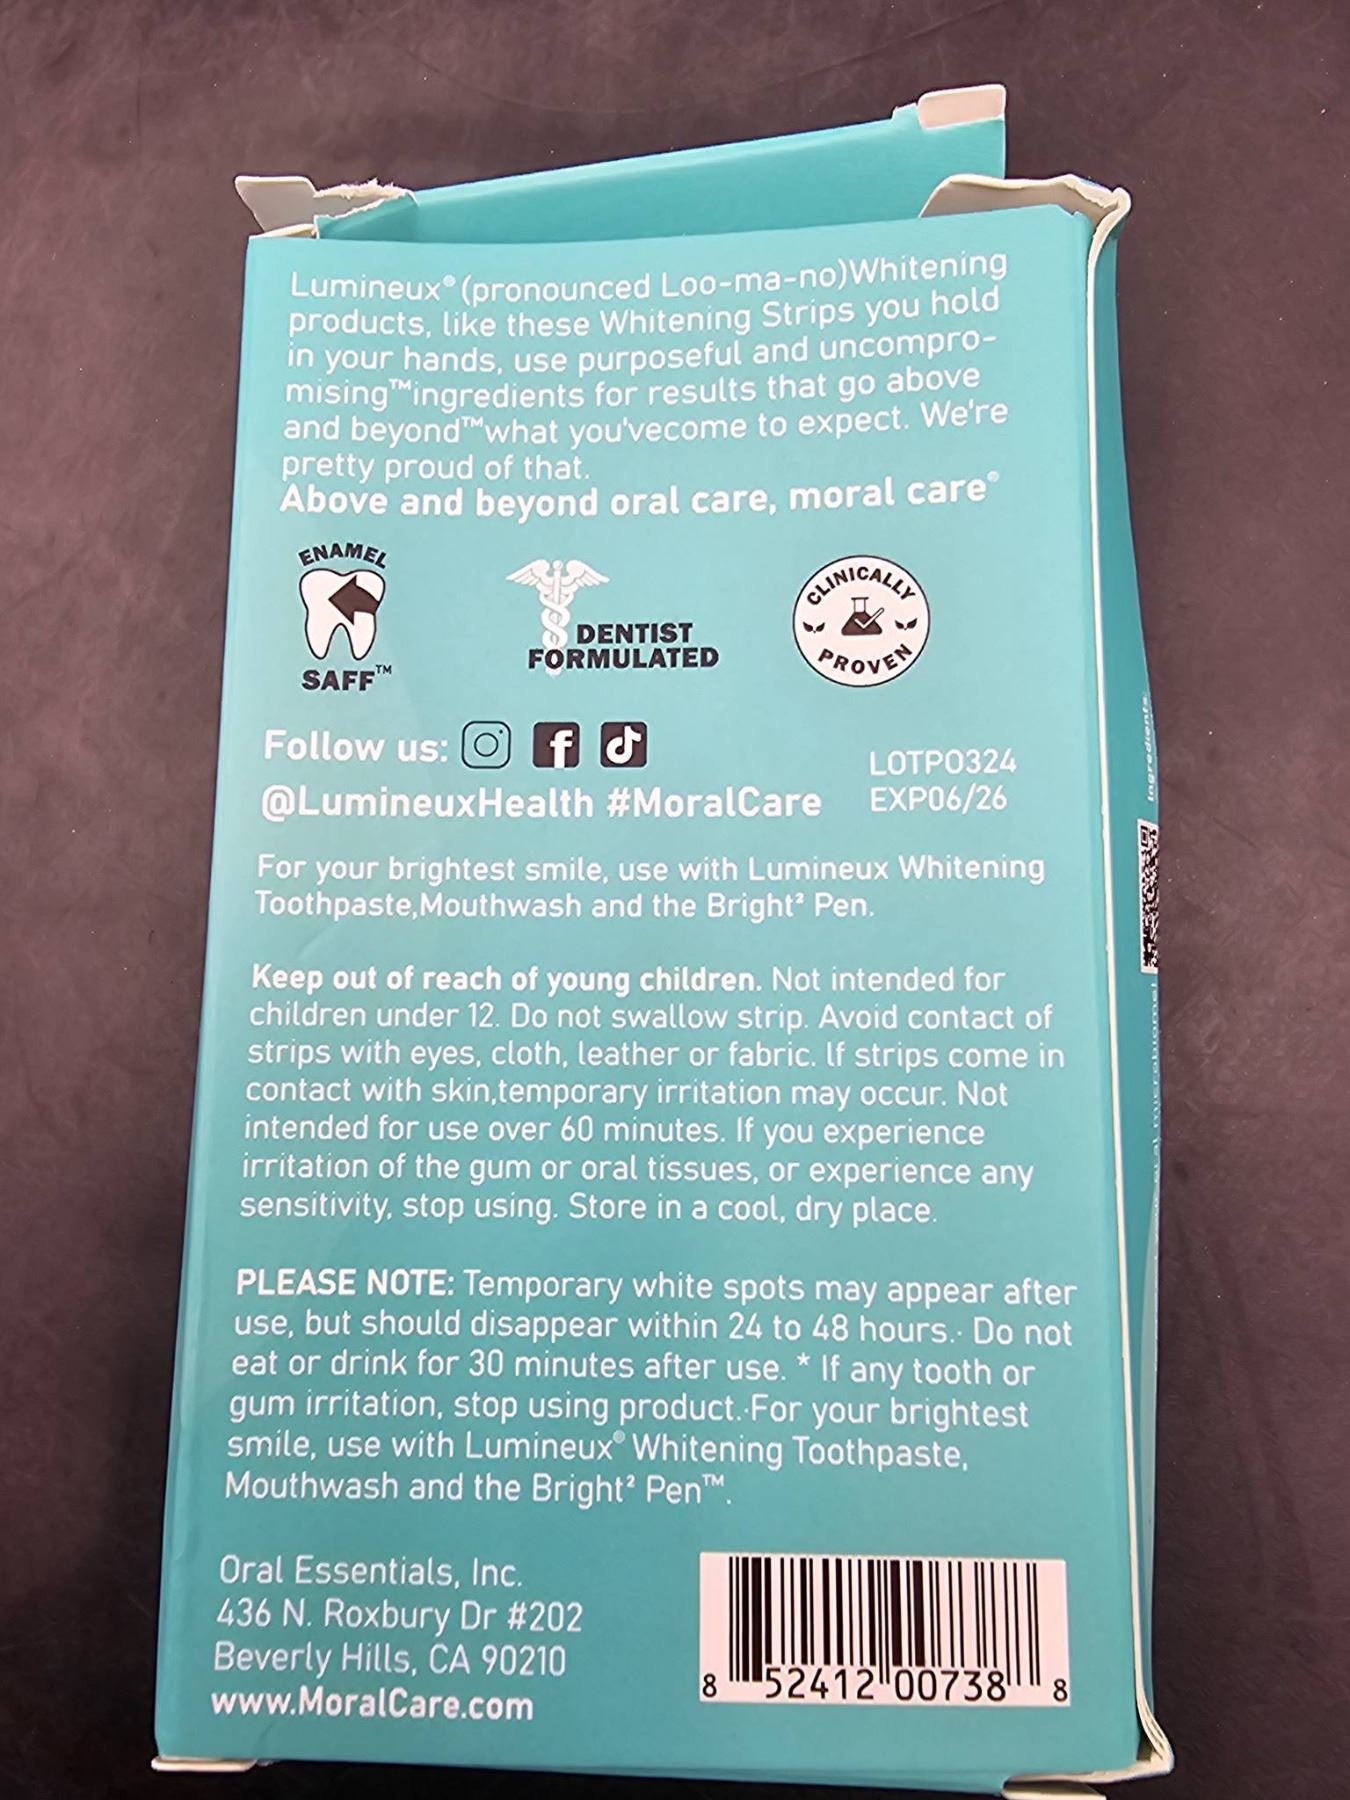 Lumineux® (pronounced Loo-ma-no)Whitening
products, like these Whitening Strips you hold
in your hands, use purposeful and uncompro-
mising™ingredients for results that go above
and beyond™what you'vecome to expect. We're
pretty proud of that.
Above and beyond oral care, moral care®
ENAMEL
SAFF™
DENTIST
FORMULATED
CLINICALLY
PROVEN
Follow us:
@LumineuxHealth #MoralCare
LOTPO324
EXP06/26
For your brightest smile, use with Lumineux Whitening
Toothpaste,Mouthwash and the Bright² Pen.
Keep out of reach of young children. Not intended for
children under 12. Do not swallow strip. Avoid contact of
strips with eyes, cloth, leather or fabric. lf strips come in
contact with skin,temporary irritation may occur. Not
intended for use over 60 minutes. If you experience
irritation of the gum or oral tissues, or experience any
sensitivity, stop using. Store in a cool, dry place.
PLEASE NOTE: Temporary white spots may appear after
use, but should disappear within 24 to 48 hours.· Do not
eat or drink for 30 minutes after use. * If any tooth or
gum irritation, stop using product.·For your brightest
smile, use with Lumineux® Whitening Toothpaste,
Mouthwash and the Bright² Pen™.
Oral Essentials, Inc.
436 N. Roxbury Dr #202
Beverly Hills, CA 90210
www.MoralCare.com
8 52412 00738 8
Ingredients
oral microbiome!